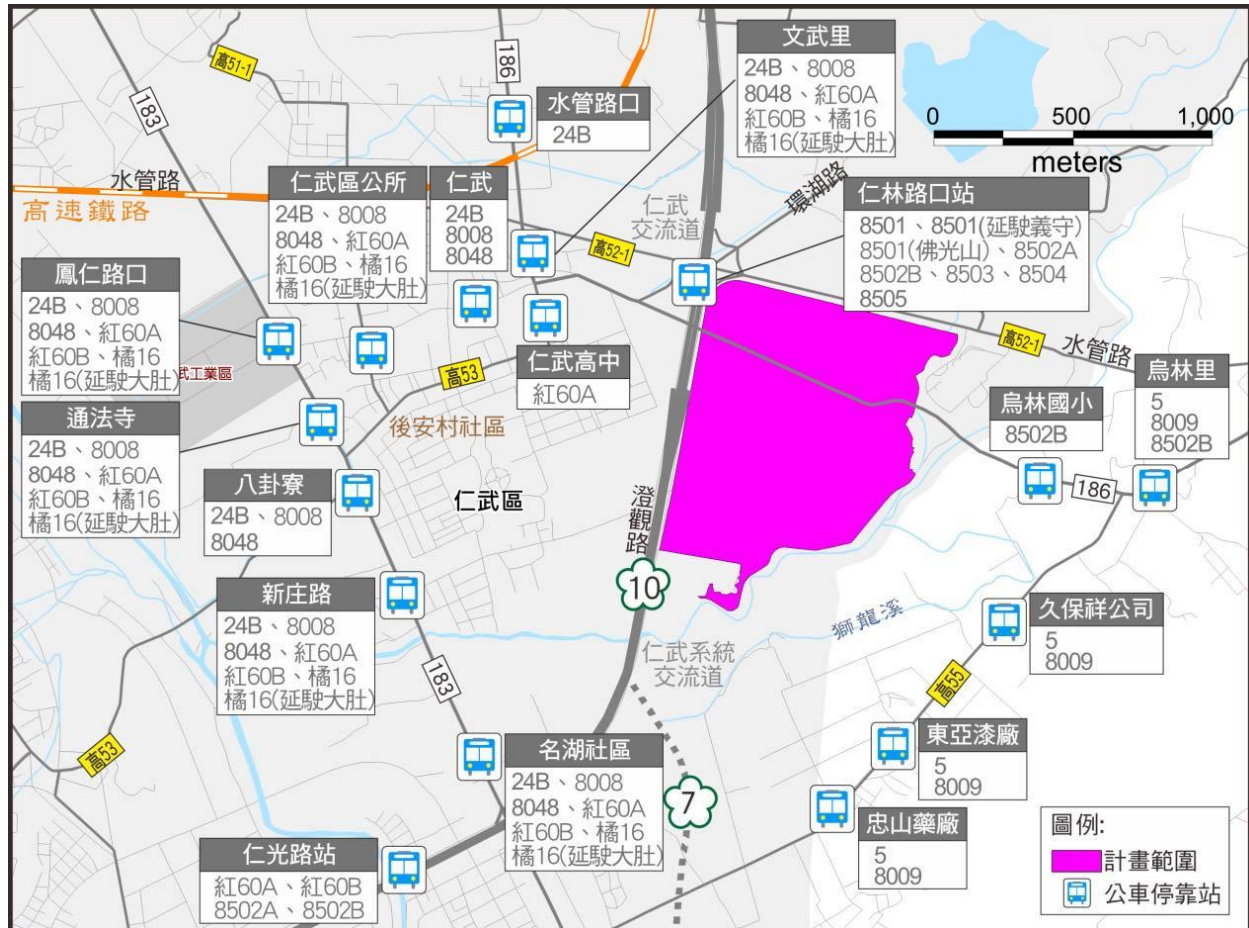 文武里
24B、8008
8048、紅60A
紅60B、橘16
橘16(延駛大肚)
高51-1
186
183
水管路口
24B
0 500 1,000
meters
水管路
高速鐵路
仁武區公所
24B、8008
8048、紅60A
紅60B、橘16
橘16(延駛大肚)
仁武
24B
8008
8048
仁武
交流道
環湖路
仁林路口站
8501、8501(延駛義守)
8501(佛光山)、8502A
8502B、8503、8504
8505
高52-1
鳳仁路口
24B、8008
8048、紅60A
紅60B、橘16
橘16(延駛大肚)
武工業區
高53
仁武高中
紅60A
高52-1
水管路
烏林里
5
8009
8502B
烏林國小
8502B
通法寺
24B、8008
8048、紅60A
紅60B、橘16
橘16(延駛大肚)
後安村社區
八卦寮
24B、8008
8048
仁武區
澄觀路
186
10
新庄路
24B、8008
8048、紅60A
紅60B、橘16
橘16(延駛大肚)
獅龍溪
久保祥公司
5
8009
仁武系統
交流道
183
高55
高53
名湖社區
24B、8008
8048、紅60A
紅60B、橘16
橘16(延駛大肚)
7
東亞漆廠
5
8009
忠山藥廠
5
8009
仁光路站
紅60A、紅60B
8502A、8502B
圖例:
計畫範圍
公車停靠站